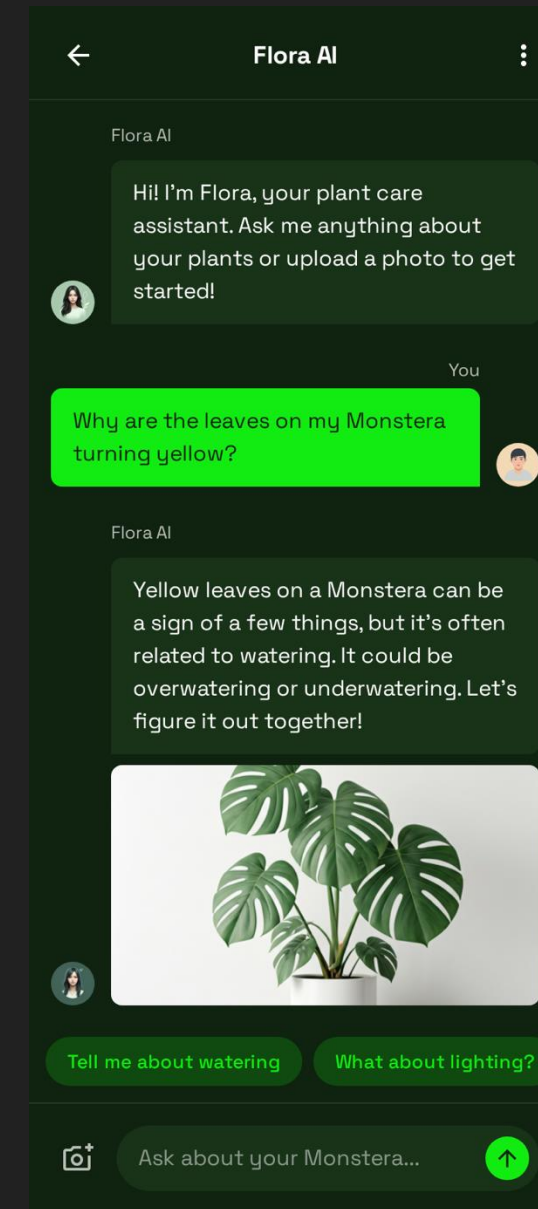 Flora AI
Flora AI
Hi! I'm Flora, your plant care
assistant. Ask me anything about
your plants or upload a photo to get
started!
You
Why are the leaves on my Monstera
turning yellow?
Flora AI
Yellow leaves on a Monstera can be
a sign of a few things, but it's often
related to watering. It could be
overwatering or underwatering. Let's
figure it out together!
Tell me about watering
What about lighting?
Ask about your Monstera...